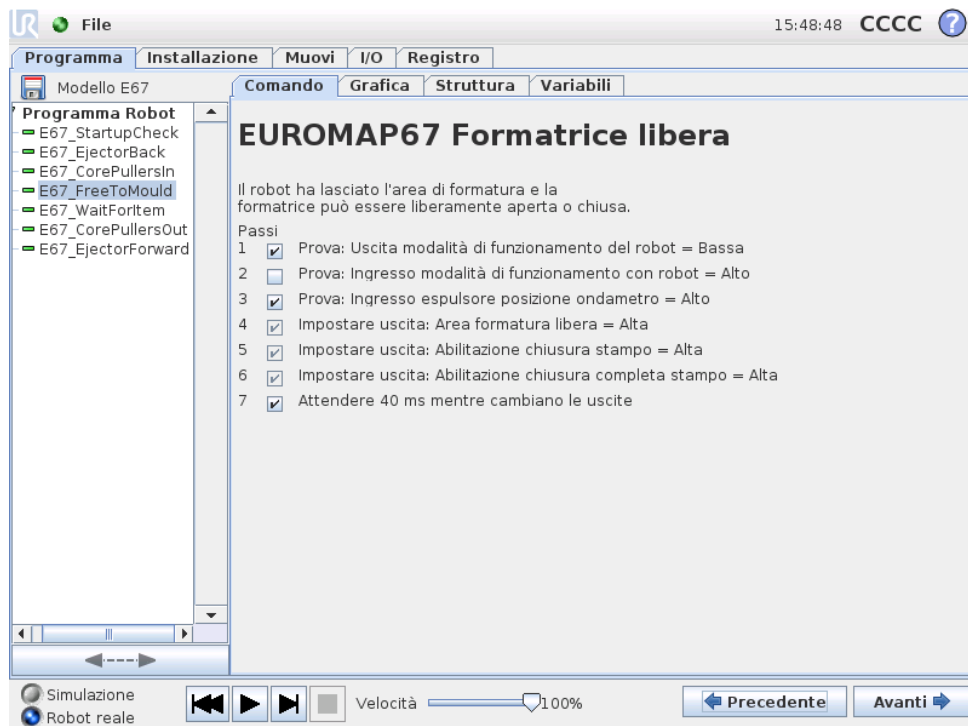 UR File 15:48:48 CCCC ?
Programma Installazione Muovi I/O Registro
Modello E67 Comando Grafica Struttura Variabili
Programma Robot
E67_StartupCheck
E67_EjectorBack
E67_CorePullersIn
E67_FreeToMould
E67_WaitForItem
E67_CorePullersOut
E67_EjectorForward
EUROMAP67 Formatrice libera
Il robot ha lasciato l'area di formatura e la
formatrice può essere liberamente aperta o chiusa.
Passi
1 Prova: Uscita modalità di funzionamento del robot = Bassa
2 Prova: Ingresso modalità di funzionamento con robot = Alto
3 Prova: Ingresso espulsore posizione ondametro = Alto
4 Impostare uscita: Area formatura libera = Alta
5 Impostare uscita: Abilitazione chiusura stampo = Alta
6 Impostare uscita: Abilitazione chiusura completa stampo = Alta
7 Attendere 40 ms mentre cambiano le uscite
Simulazione
Robot reale
Velocità 100% Precedente Avanti